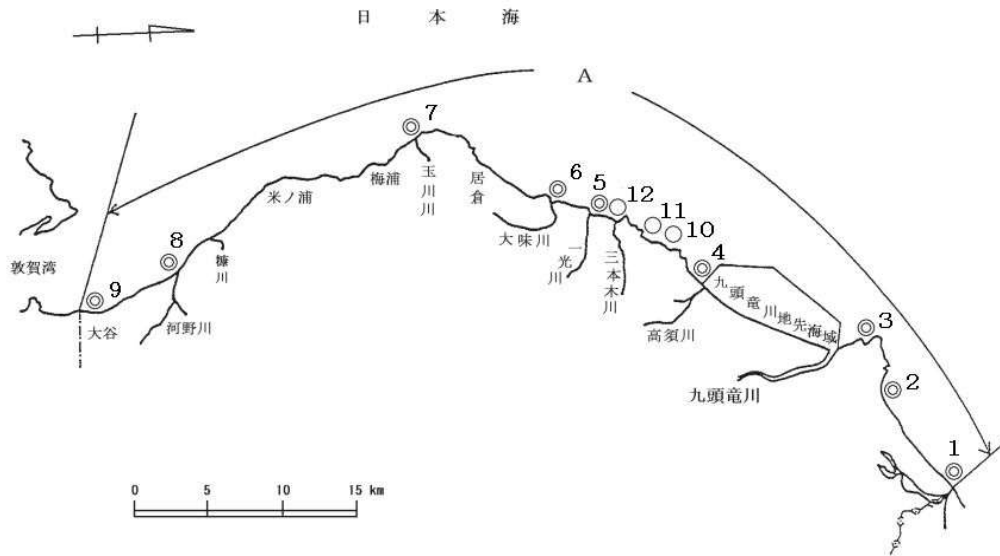 日本海
A
7
玉川川
梅浦
居倉
米ノ浦
6
5
12
11
10
大味川
一光川
三本木川
4
九頭竜川地先海域
高須川
3
九頭竜川
2
1
8
糠川
敦賀湾
9
大谷
河野川
0 5 10 15 km